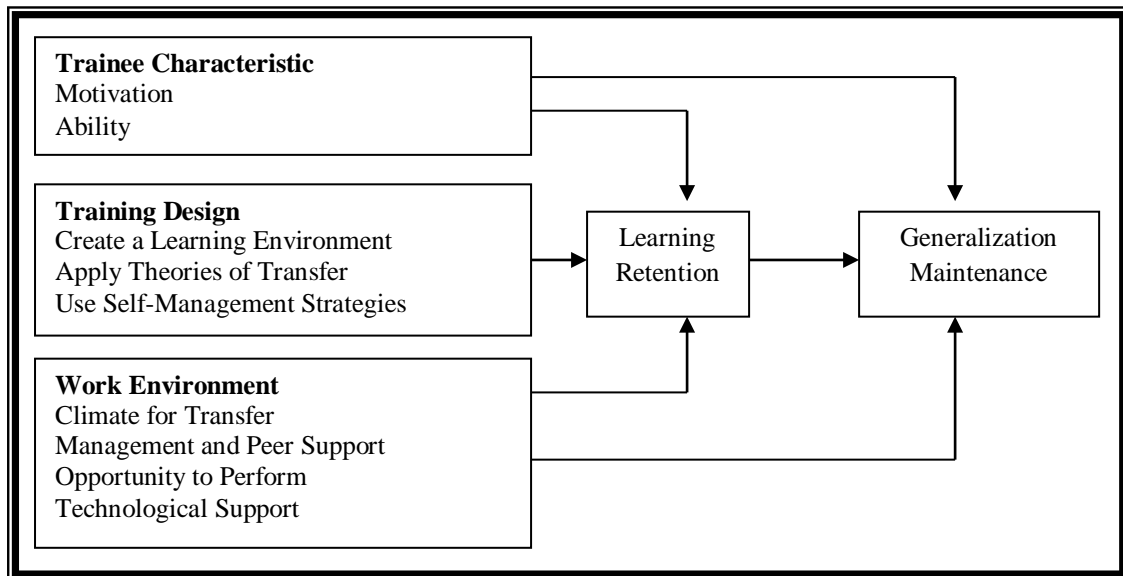 Trainee Characteristic
Motivation
Ability
Training Design
Create a Learning Environment
Apply Theories of Transfer
Use Self-Management Strategies
Work Environment
Climate for Transfer
Management and Peer Support
Opportunity to Perform
Technological Support
Learning
Retention
Generalization
Maintenance